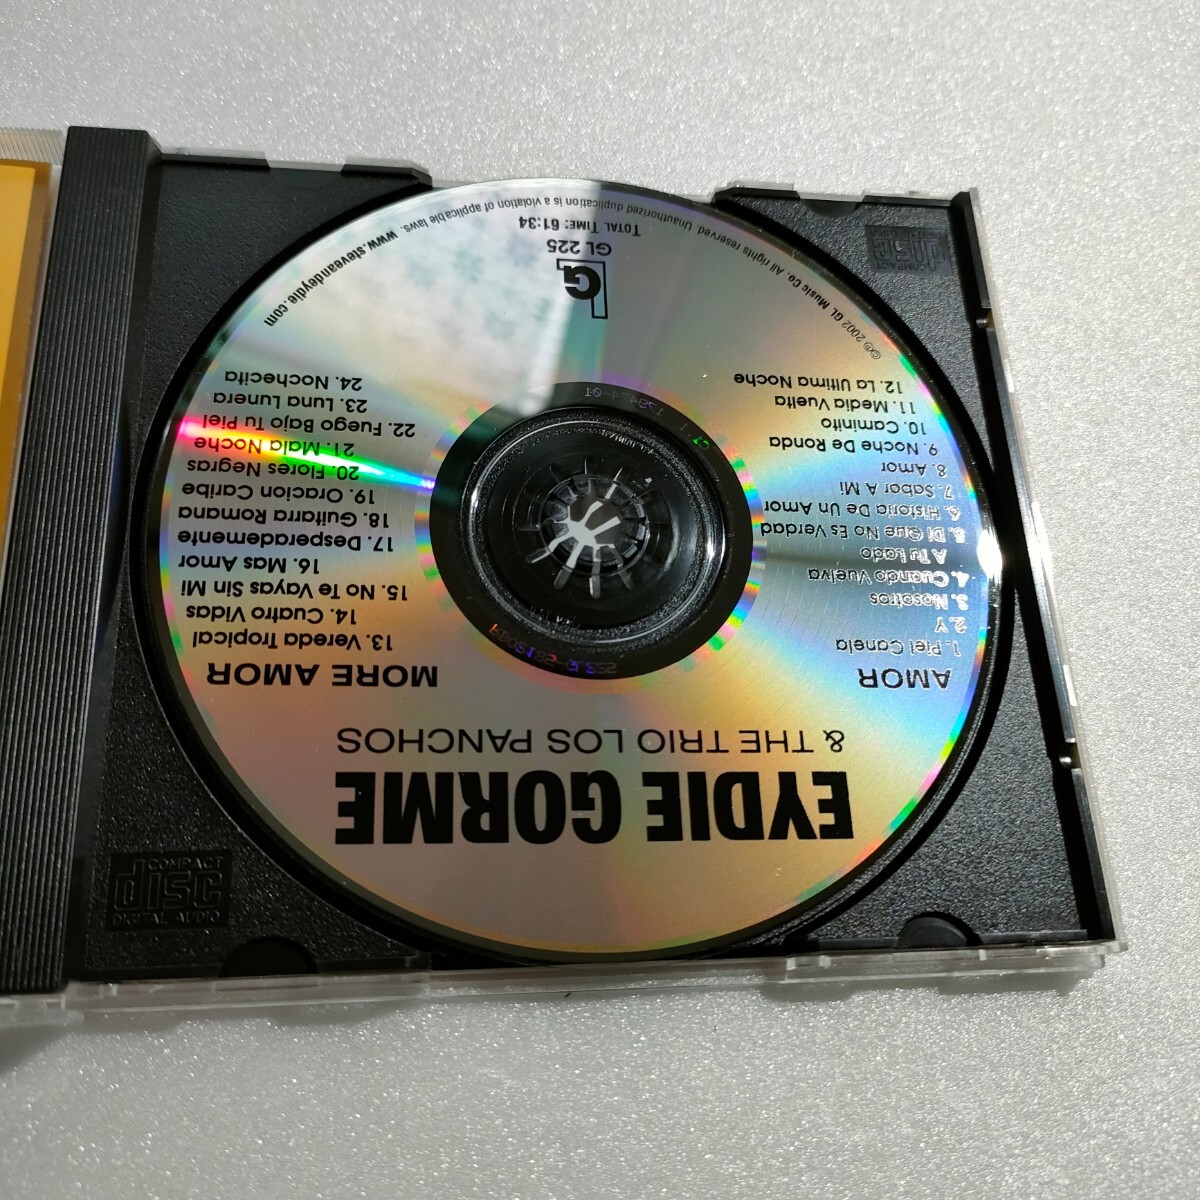 EYDIE GORME
& THE TRIO LOS PANCHOS
AMOR
1. Piel Canela
2. Y
3. Nosotros
4. Cuando Vuelva
A Tu Lado
5. Di Que No Es Verdad
6. Historia De Un Amor
7. Sabor A Mi
8. Amor
9. Noche De Ronda
10. Caminito
11. Media Vuelta
12. La Ultima Noche
MORE AMOR
13. Vereda Tropical
14. Cuatro Vidas
15. No Te Vayas Sin Mi
16. Mas Amor
17. Desperademente
18. Guitarra Romana
19. Oracion Caribe
20. Flores Negras
21. Mala Noche
22. Fuego Bajo Tu Piel
23. Luna Lunera
24. Nochecita
LG
GL 225
TOTAL TIME: 61:34
©℗ 2002 GL Music Co. All rights reserved. Unauthorized duplication is a violation of applicable laws. www.steveandeydie.com
COMPACT
disc
DIGITAL AUDIO
COMPACT
disc